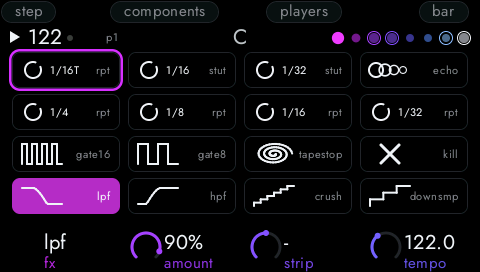 step components players bar
122 p1 C
1/16T rpt 1/16 stut 1/32 stut echo
1/4 rpt 1/8 rpt 1/16 rpt 1/32 rpt
gate16 gate8 tapestop kill
lpf hpf crush downsmp
lpf 90% - 122.0
fx amount strip tempo